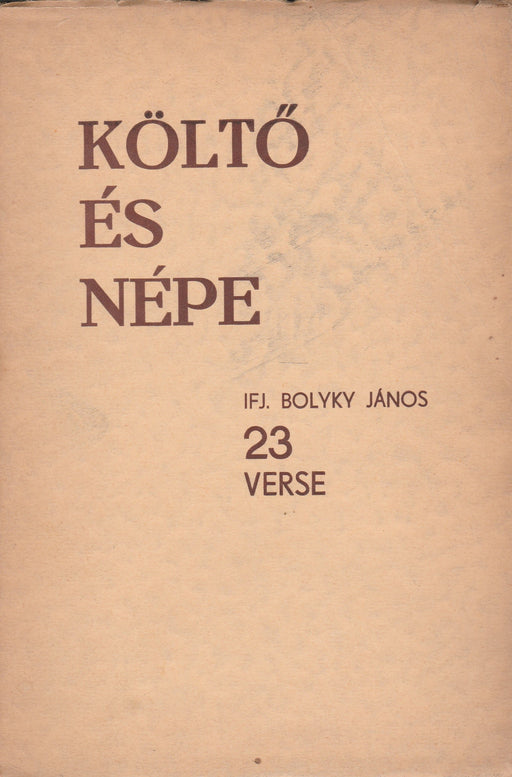 KÖLTŐ
ÉS
NÉPE
IFJ. BOLYKY JÁNOS
23
VERSE